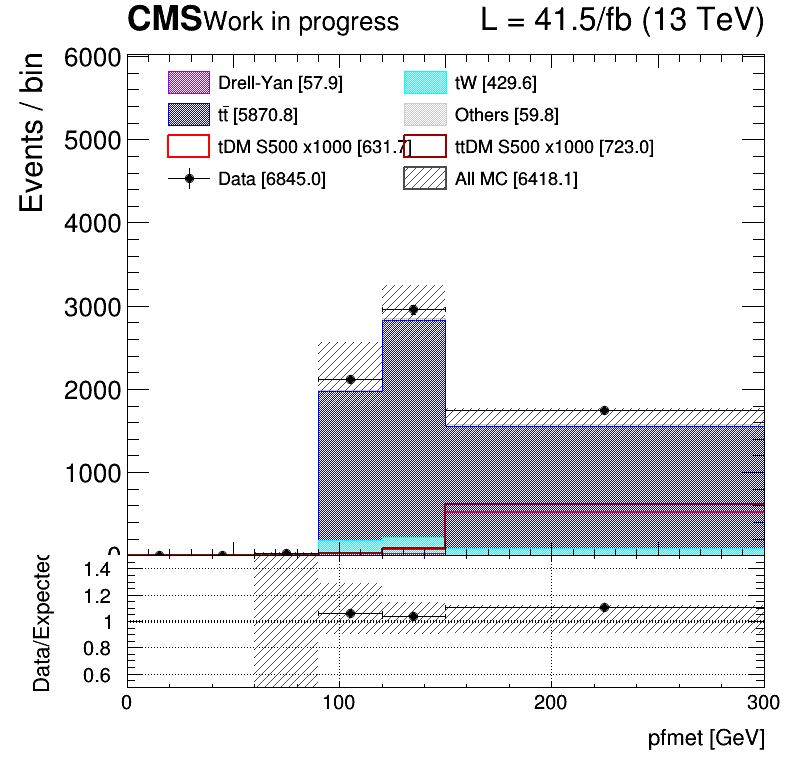 CMS Work in progress L = 41.5/fb (13 TeV)
Events / bin
6000
5000
4000
3000
2000
1000
0
Drell-Yan [57.9] tW [429.6]
tt̄ [5870.8] Others [59.8]
tDM S500 x1000 [631.7] ttDM S500 x1000 [723.0]
Data [6845.0] All MC [6418.1]
Data/Expected
1.4
1.2
1
0.8
0.6
0 100 200 300
pfmet [GeV]